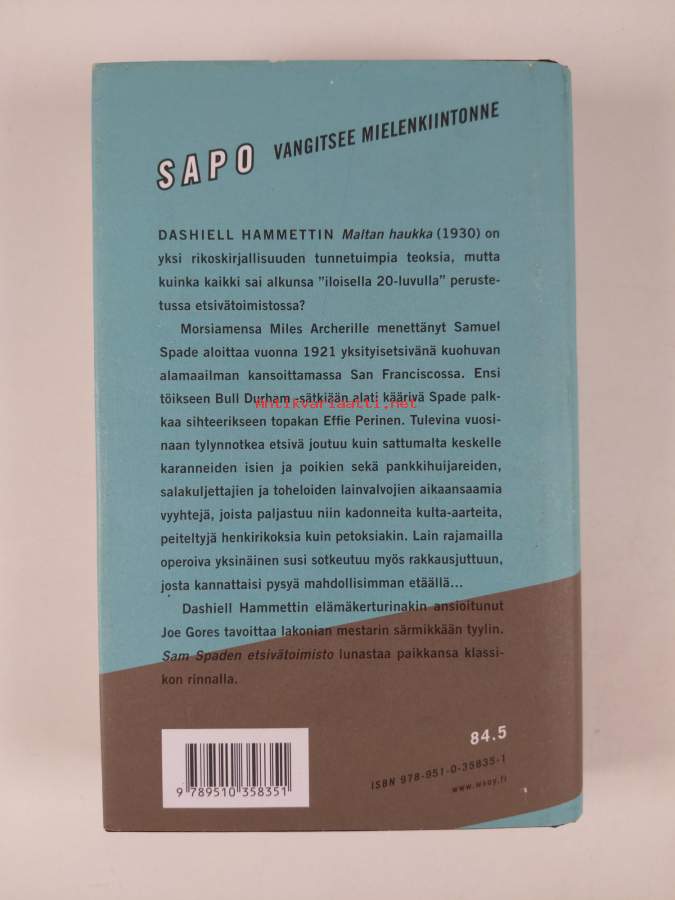 SAPO VANGITSEE MIELENKIINTONNE
DASHIELL HAMMETTIN Maltan haukka (1930) on
yksi rikoskirjallisuuden tunnetuimpia teoksia, mutta
kuinka kaikki sai alkunsa ”iloisella 20-luvulla” peruste-
tussa etsivätoimistossa?
Morsiamensa Miles Archerille menettänyt Samuel
Spade aloittaa vuonna 1921 yksityisetsivänä kuohuvan
alamaailman kansoittamassa San Franciscossa. Ensi
töikseen Bull Durham -sätkiään alati käärivä Spade palk-
Antikvariaatti.net
kaa sihteerikseen topakan Effie Perinen. Tulevina vuosi-
naan tylynnotkea etsivä joutuu kuin sattumalta keskelle
karanneiden isien ja poikien sekä pankkihuijareiden,
salakuljettajien ja toheloiden lainvalvojien aikaansaamia
vyyhtejä, joista paljastuu niin kadonneita kulta-aarteita,
peiteltyjä henkirikoksia kuin petoksiakin. Lain rajamailla
operoiva yksinäinen susi sotkeutuu myös rakkausjuttuun,
josta kannattaisi pysyä mahdollisimman etäällä...
Dashiell Hammettin elämäkerturinakin ansioitunut
Joe Gores tavoittaa lakonian mestarin särmikkään tyylin.
Sam Spaden etsivätoimisto lunastaa paikkansa klassi-
kon rinnalla.
84.5
ISBN 978-951-0-35835-1
www.wsoy.fi
9 789510 358351